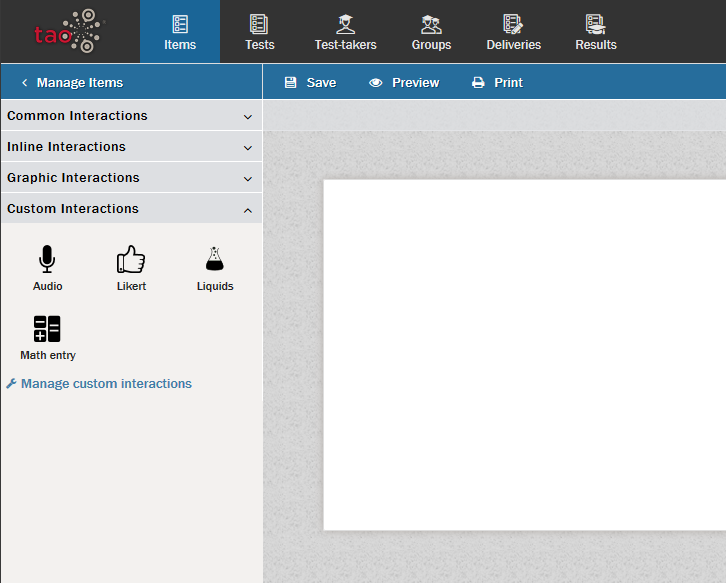 tao
Items
Tests
Test-takers
Groups
Deliveries
Results
Manage Items
Save
Preview
Print
Common Interactions
Inline Interactions
Graphic Interactions
Custom Interactions
Audio
Likert
Liquids
Math entry
Manage custom interactions